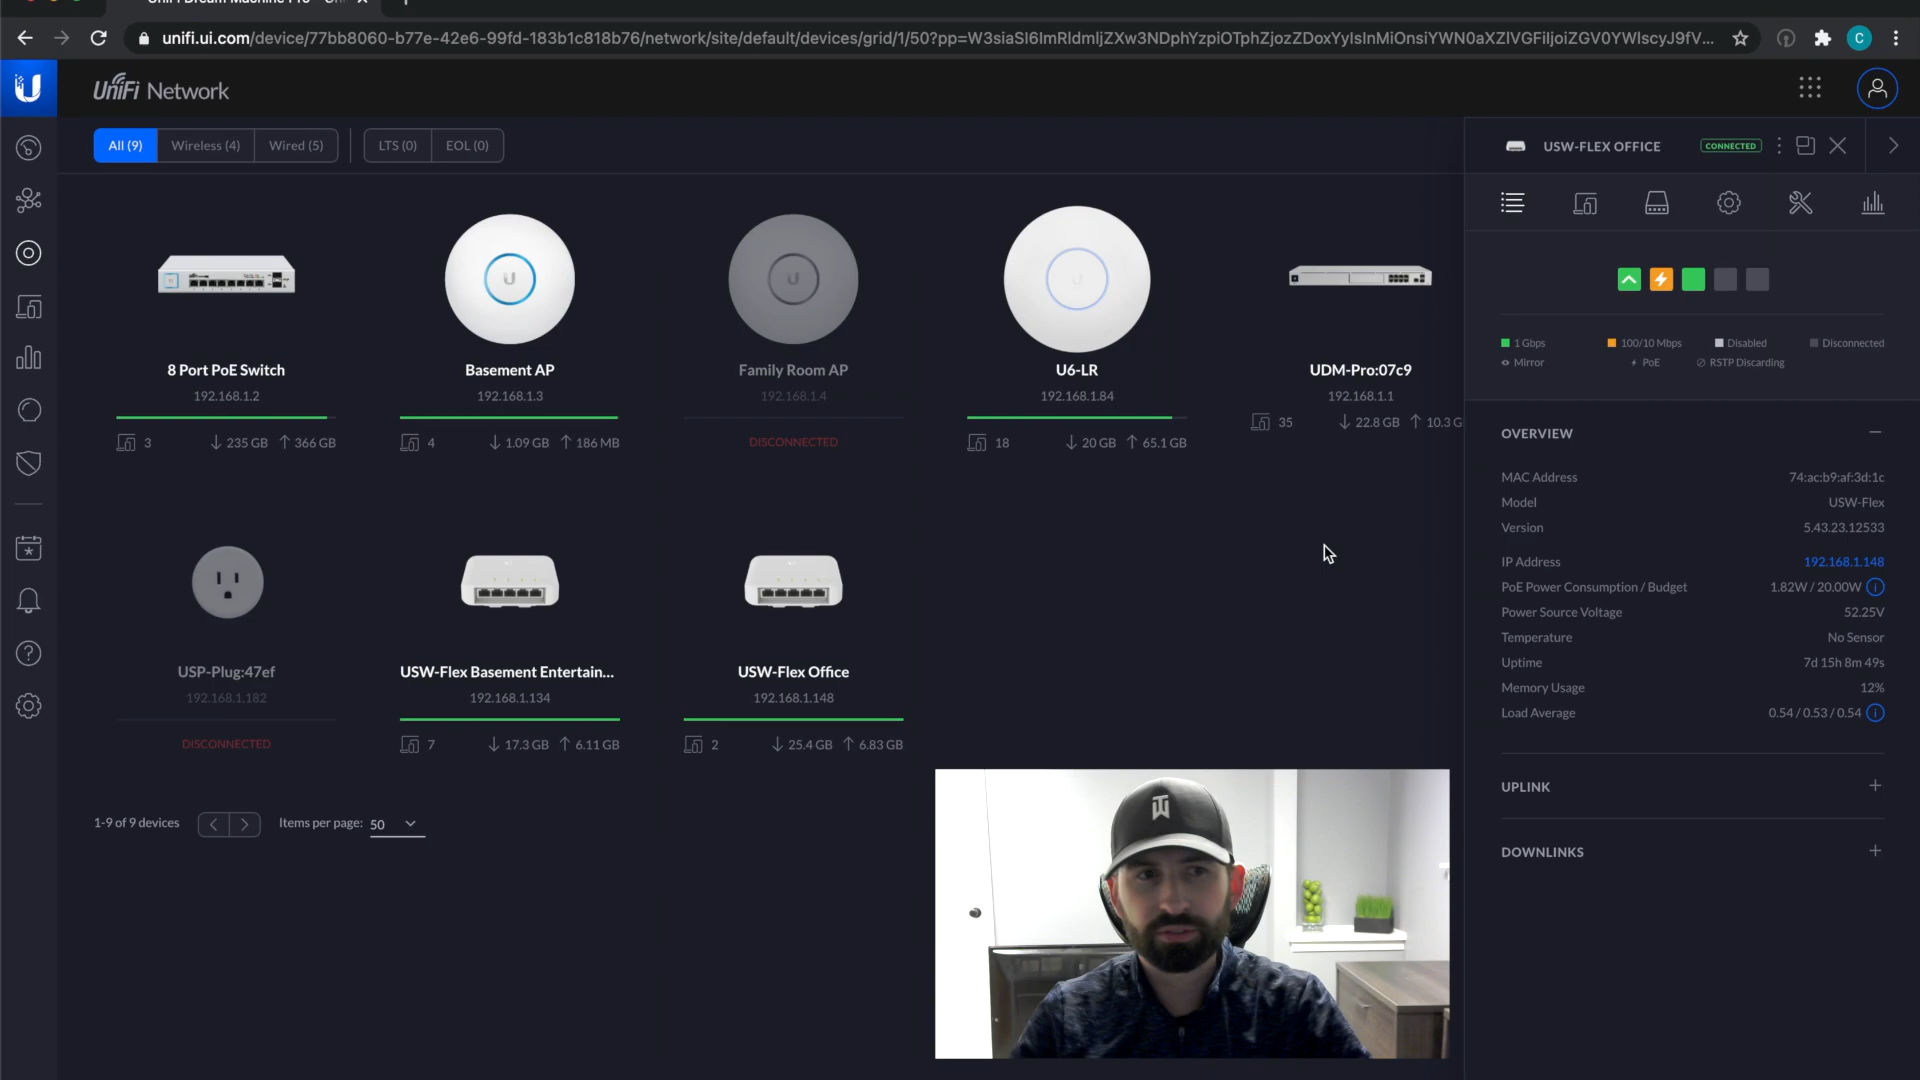 unifi.ui.com/device/77bb8060-b77e-42e6-99fd-183b1c818b76/network/site/default/devices/grid/1/50?pp=W3siaSI6ImRldmljZXw3NDphYzpiOTphZjozZDoxYyIsInMiOnsiYWN0aXZlVGFiIjoiZGV0YWlscyJ9fV...
C
UniFi Network
All (9)
Wireless (4)
Wired (5)
LTS (0)
EOL (0)
USW-FLEX OFFICE
CONNECTED
8 Port PoE Switch
192.168.1.2
3
235 GB
366 GB
Basement AP
192.168.1.3
4
1.09 GB
186 MB
Family Room AP
192.168.1.4
DISCONNECTED
U6-LR
192.168.1.84
18
20 GB
65.1 GB
UDM-Pro:07c9
192.168.1.1
35
22.8 GB
10.3 G
USP-Plug:47ef
192.168.1.182
DISCONNECTED
USW-Flex Basement Entertain...
192.168.1.134
7
17.3 GB
6.11 GB
USW-Flex Office
192.168.1.148
2
25.4 GB
6.83 GB
1-9 of 9 devices
Items per page: 50
1 Gbps
100/10 Mbps
Disabled
Disconnected
Mirror
PoE
RSTP Discarding
OVERVIEW
MAC Address 74:ac:b9:af:3d:1c
Model USW-Flex
Version 5.43.23.12533
IP Address 192.168.1.148
PoE Power Consumption / Budget 1.82W / 20.00W
Power Source Voltage 52.25V
Temperature No Sensor
Uptime 7d 15h 8m 49s
Memory Usage 12%
Load Average 0.54 / 0.53 / 0.54
UPLINK
DOWNLINKS